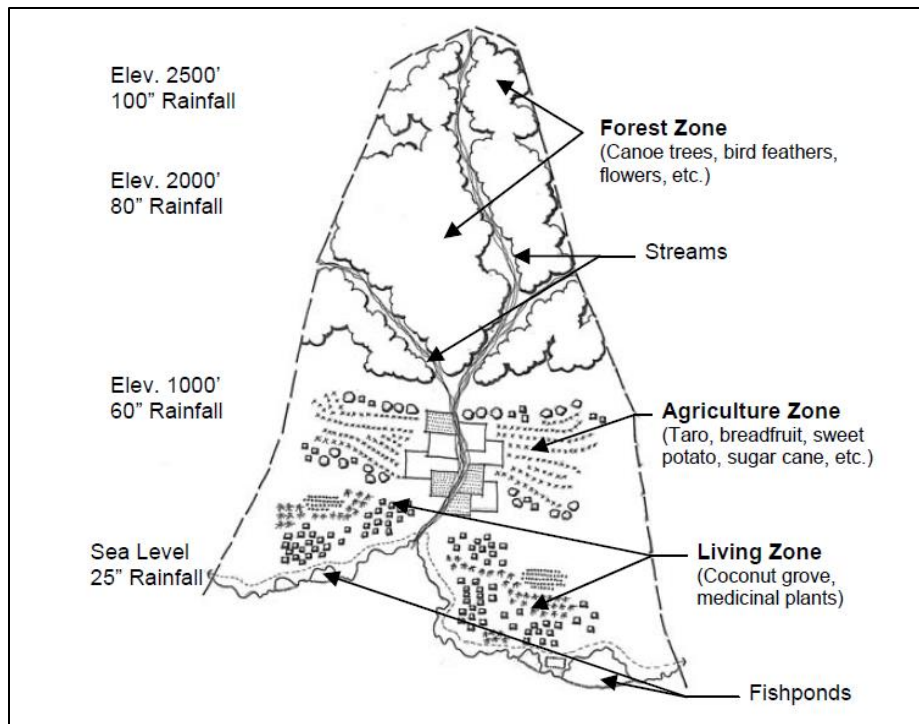 Elev. 2500’
100” Rainfall
Forest Zone
(Canoe trees, bird feathers,
flowers, etc.)
Elev. 2000’
80” Rainfall
Streams
Elev. 1000’
60” Rainfall
Agriculture Zone
(Taro, breadfruit, sweet
potato, sugar cane, etc.)
Sea Level
25” Rainfall
Living Zone
(Coconut grove,
medicinal plants)
Fishponds